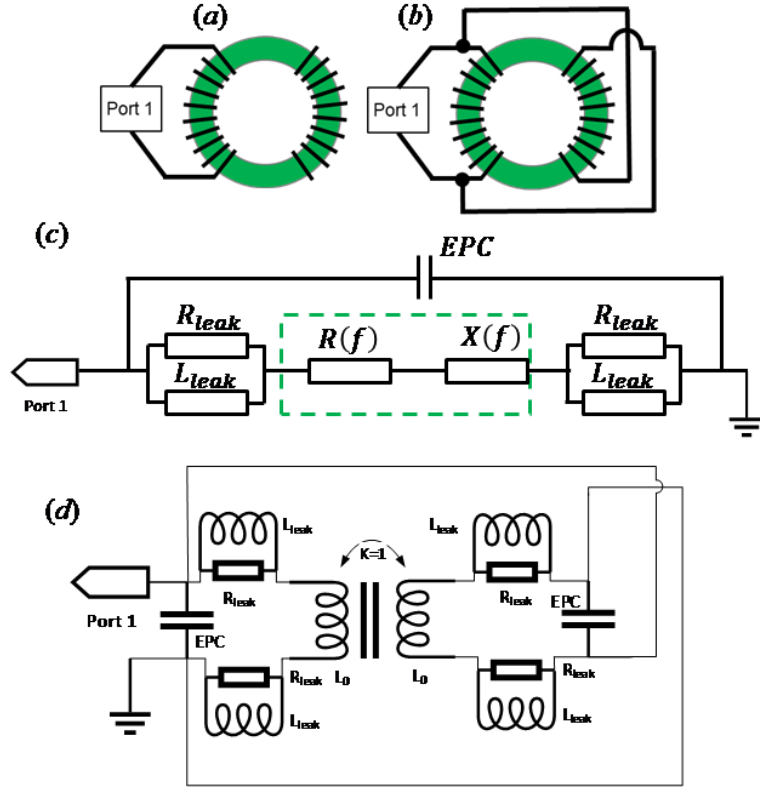 (a)
(b)
Port 1
Port 1
(c)
EPC
R_leak
R(f)
X(f)
R_leak
L_leak
L_leak
Port 1
(d)
L_leak
L_leak
K=1
R_leak
R_leak
EPC
Port 1
EPC
R_leak
L_0
L_0
R_leak
L_leak
L_leak